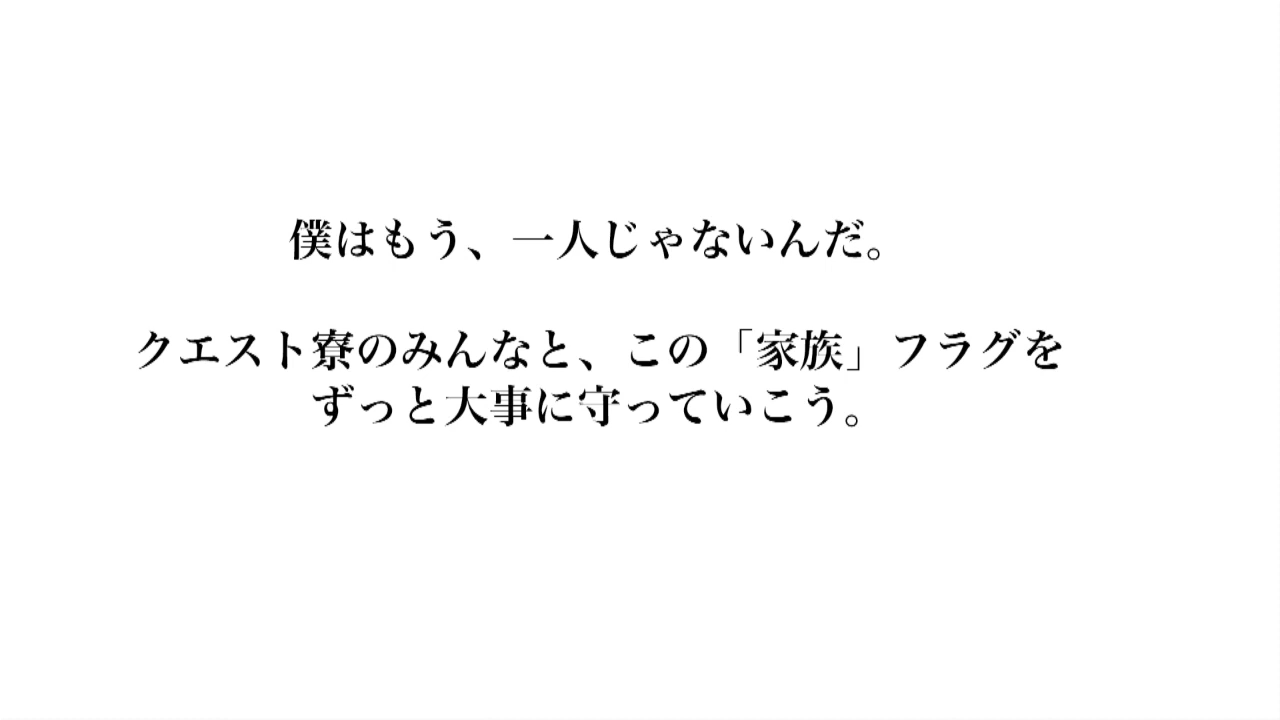 僕はもう、一人じゃないんだ。
クエスト寮のみんなと、この「家族」フラグを
ずっと大事に守っていこう。